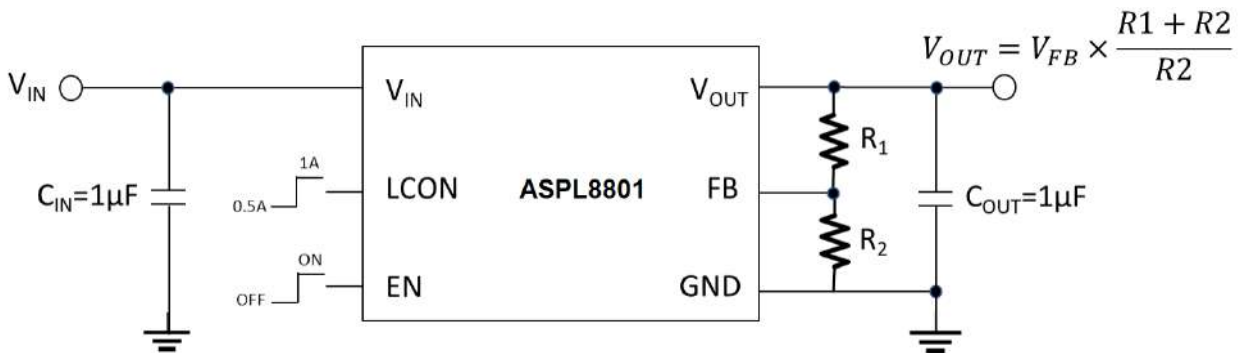 V_OUT = V_FB × (R1 + R2)/R2
V_IN
V_IN
V_OUT
R_1
1A
LCON
ASPL8801
FB
C_IN=1µF
0.5A
C_OUT=1µF
R_2
ON
EN
GND
OFF